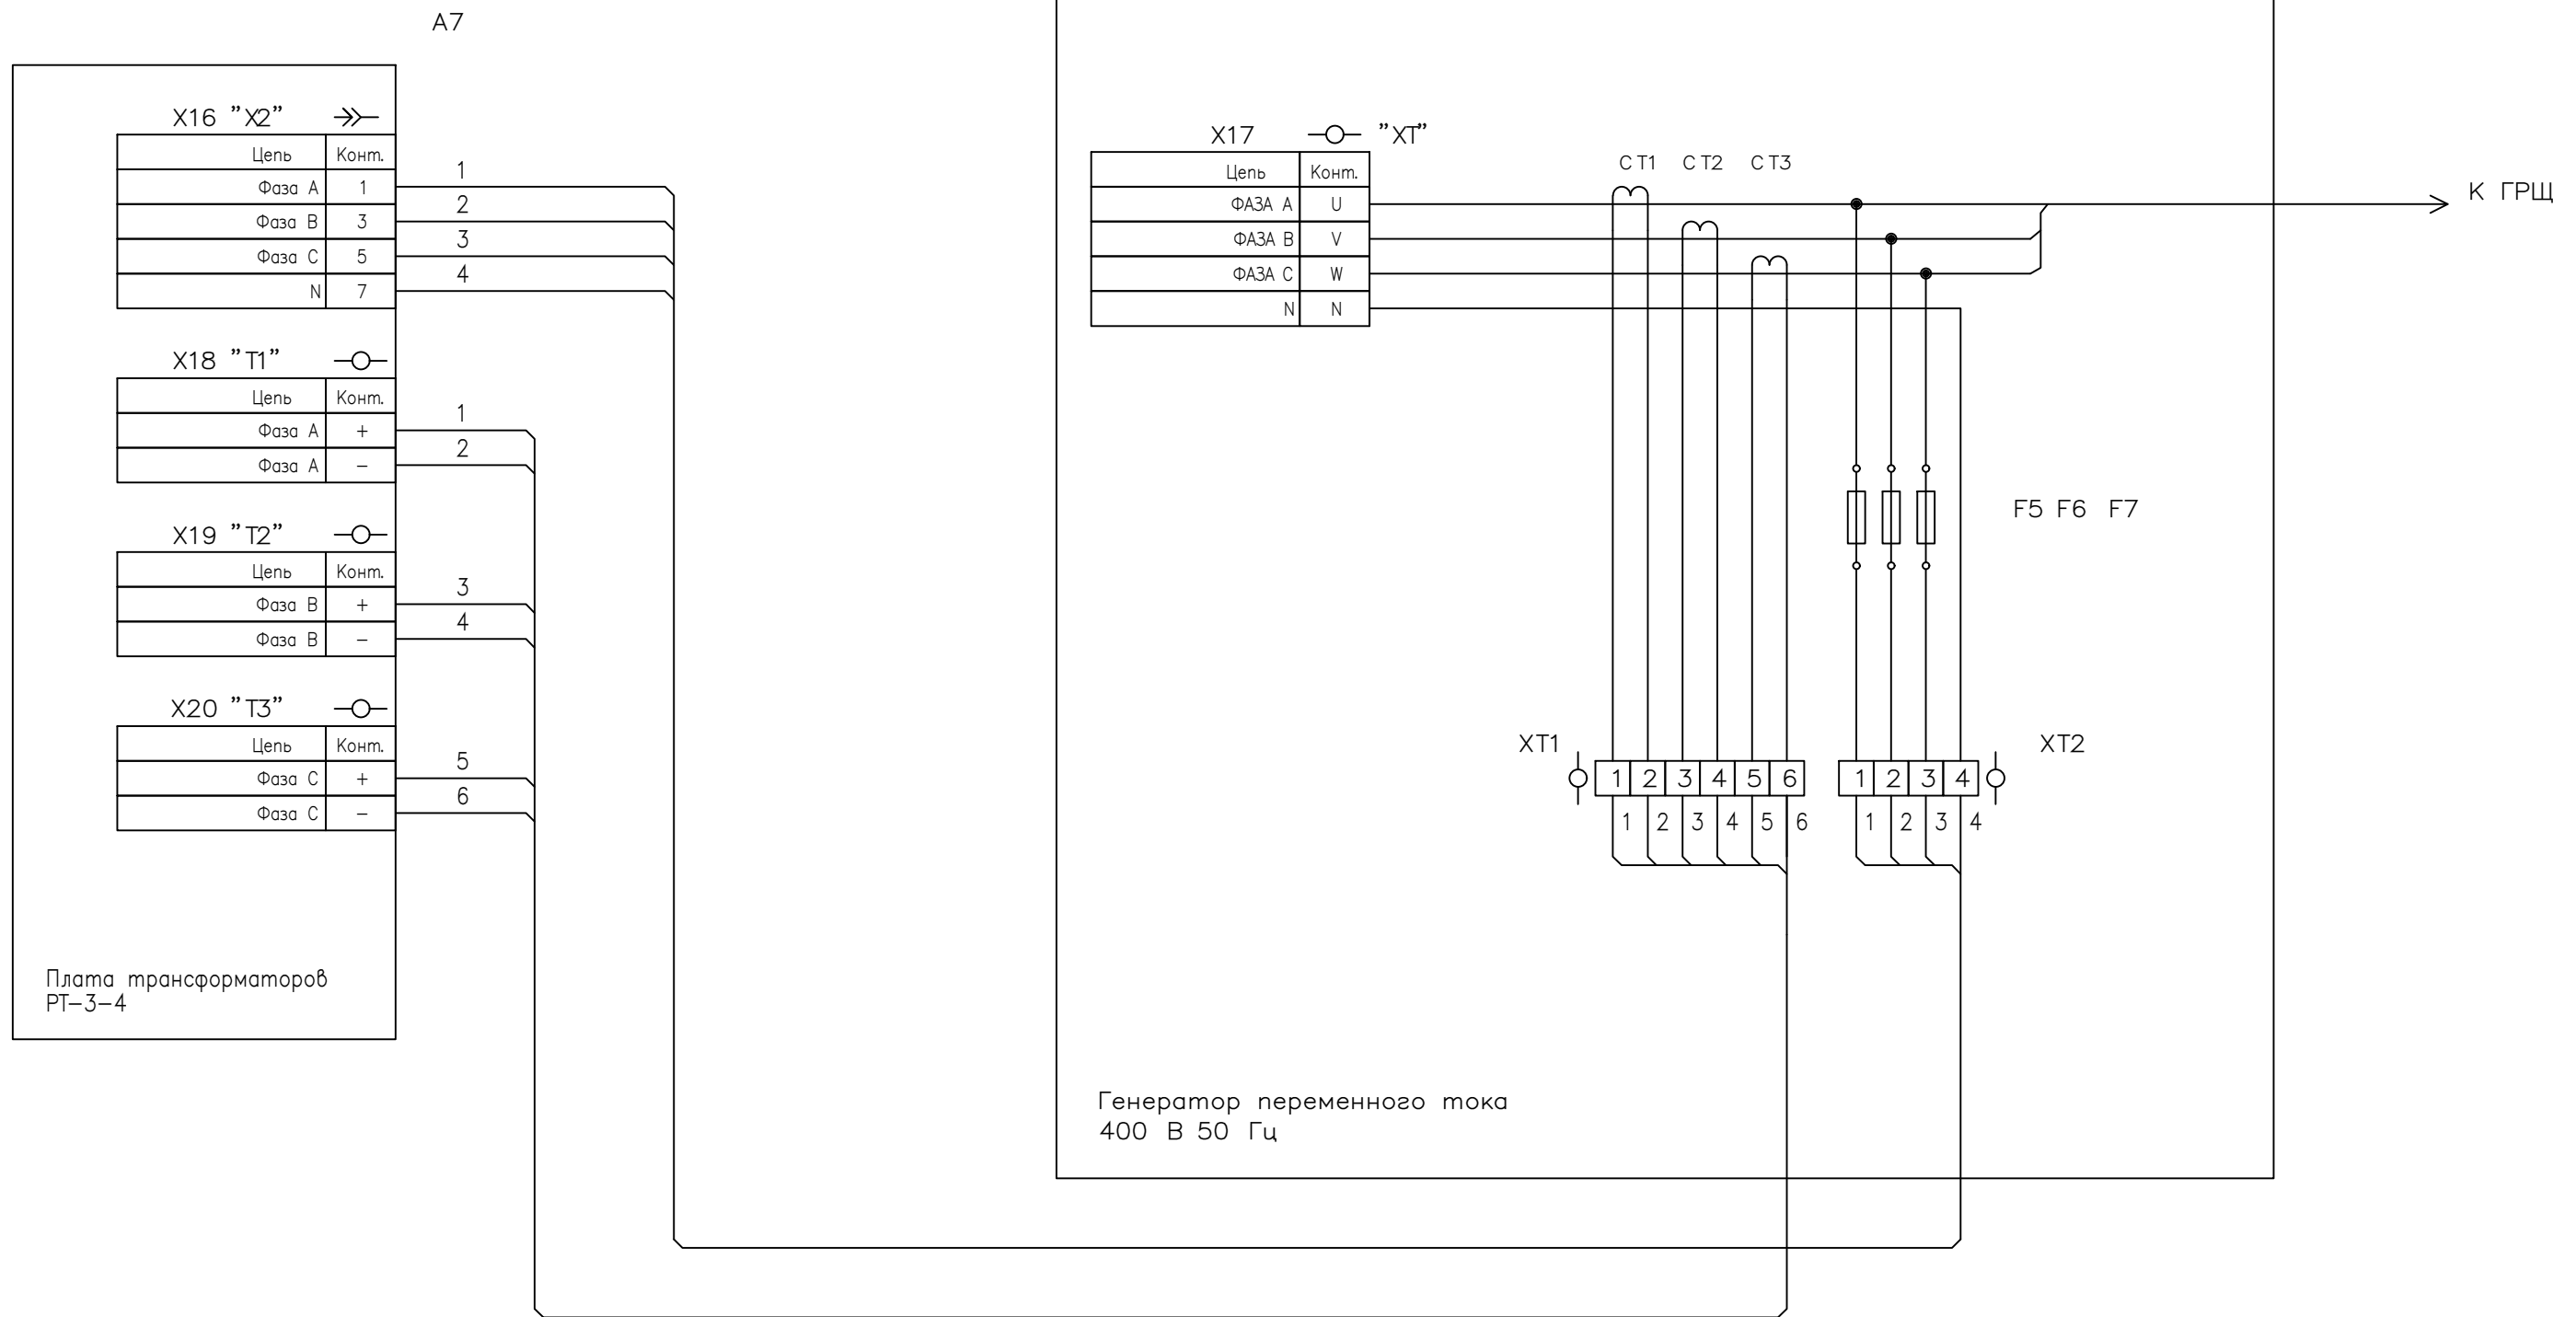 А7
X16 "X2"
Цепь Конт.
Фаза A 1
Фаза B 3
Фаза C 5
N 7
1
2
3
4
X18 "T1"
Цепь Конт.
Фаза A +
Фаза A -
1
2
X19 "T2"
Цепь Конт.
Фаза B +
Фаза B -
3
4
X20 "T3"
Цепь Конт.
Фаза C +
Фаза C -
5
6
Плата трансформаторов
PT-3-4
X17 "XT"
Цепь Конт.
ФАЗА A U
ФАЗА B V
ФАЗА C W
N N
CT1 CT2 CT3
К ГРЩ
F5 F6 F7
XT1
1 2 3 4 5 6
1 2 3 4 5 6
XT2
1 2 3 4
1 2 3 4
Генератор переменного тока
400 В 50 Гц